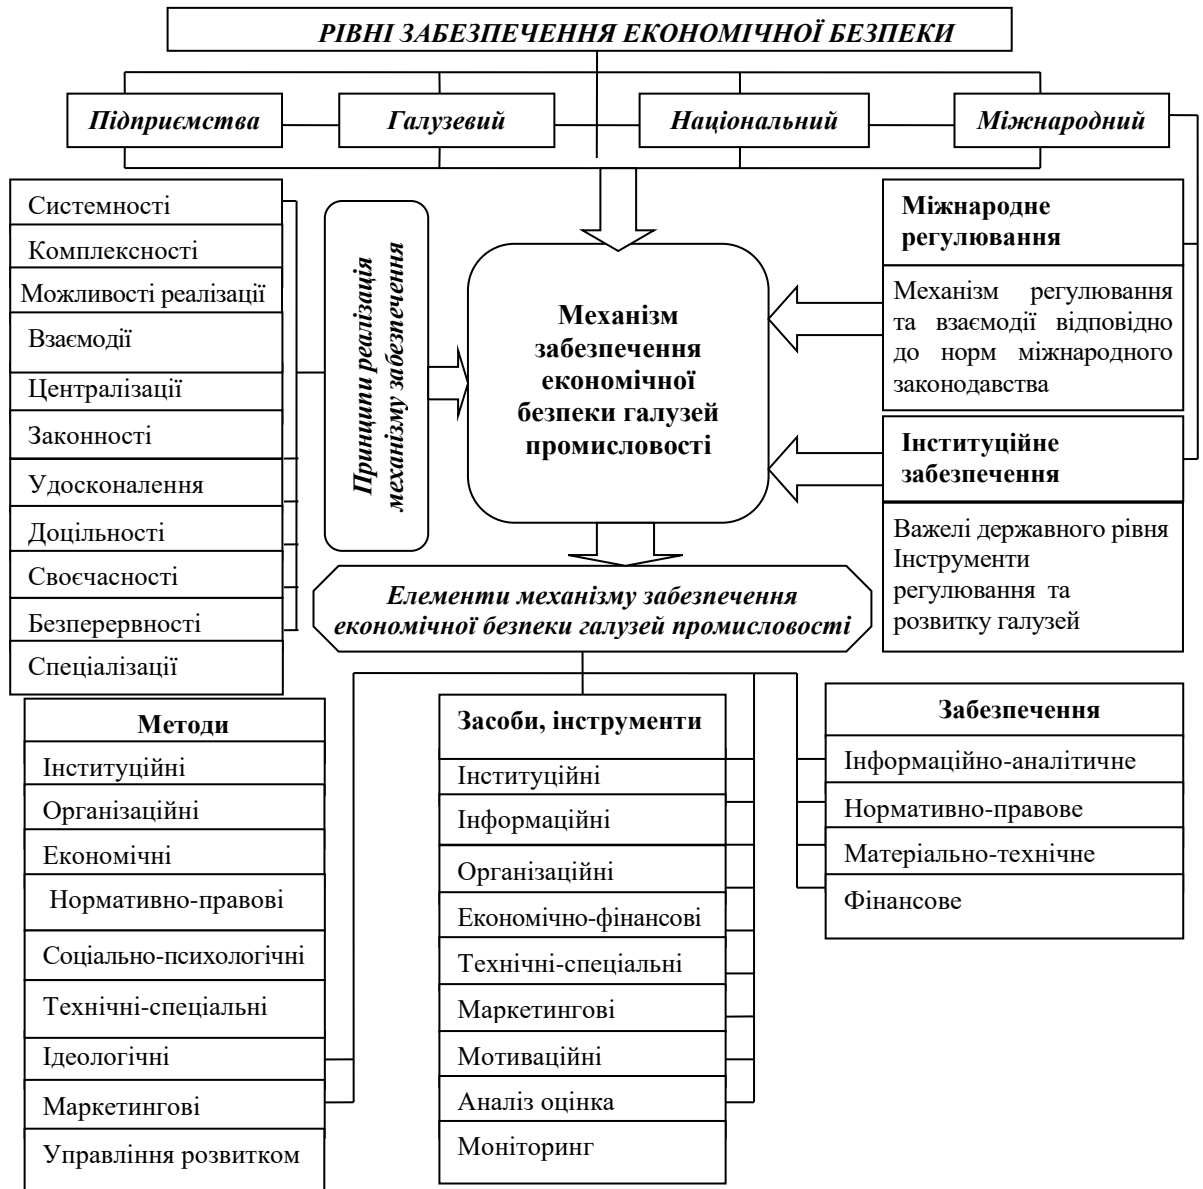 РІВНІ ЗАБЕЗПЕЧЕННЯ ЕКОНОМІЧНОЇ БЕЗПЕКИ
Підприємства
Галузевий
Національний
Міжнародний
Системності
Комплексності
Можливості реалізації
Взаємодії
Централізації
Законності
Удосконалення
Доцільності
Своєчасності
Безперервності
Спеціалізації
Принципи реалізація
механізму забезпечення
Механізм
забезпечення
економічної
безпеки галузей
промисловості
Міжнародне
регулювання
Механізм регулювання
та взаємодії відповідно
до норм міжнародного
законодавства
Інституційне
забезпечення
Важелі державного рівня
Інструменти
регулювання та
розвитку галузей
Елементи механізму забезпечення
економічної безпеки галузей промисловості
Методи
Інституційні
Організаційні
Економічні
Нормативно-правові
Соціально-психологічні
Технічні-спеціальні
Ідеологічні
Маркетингові
Управління розвитком
Засоби, інструменти
Інституційні
Інформаційні
Організаційні
Економічно-фінансові
Технічні-спеціальні
Маркетингові
Мотиваційні
Аналіз оцінка
Моніторинг
Забезпечення
Інформаційно-аналітичне
Нормативно-правове
Матеріально-технічне
Фінансове